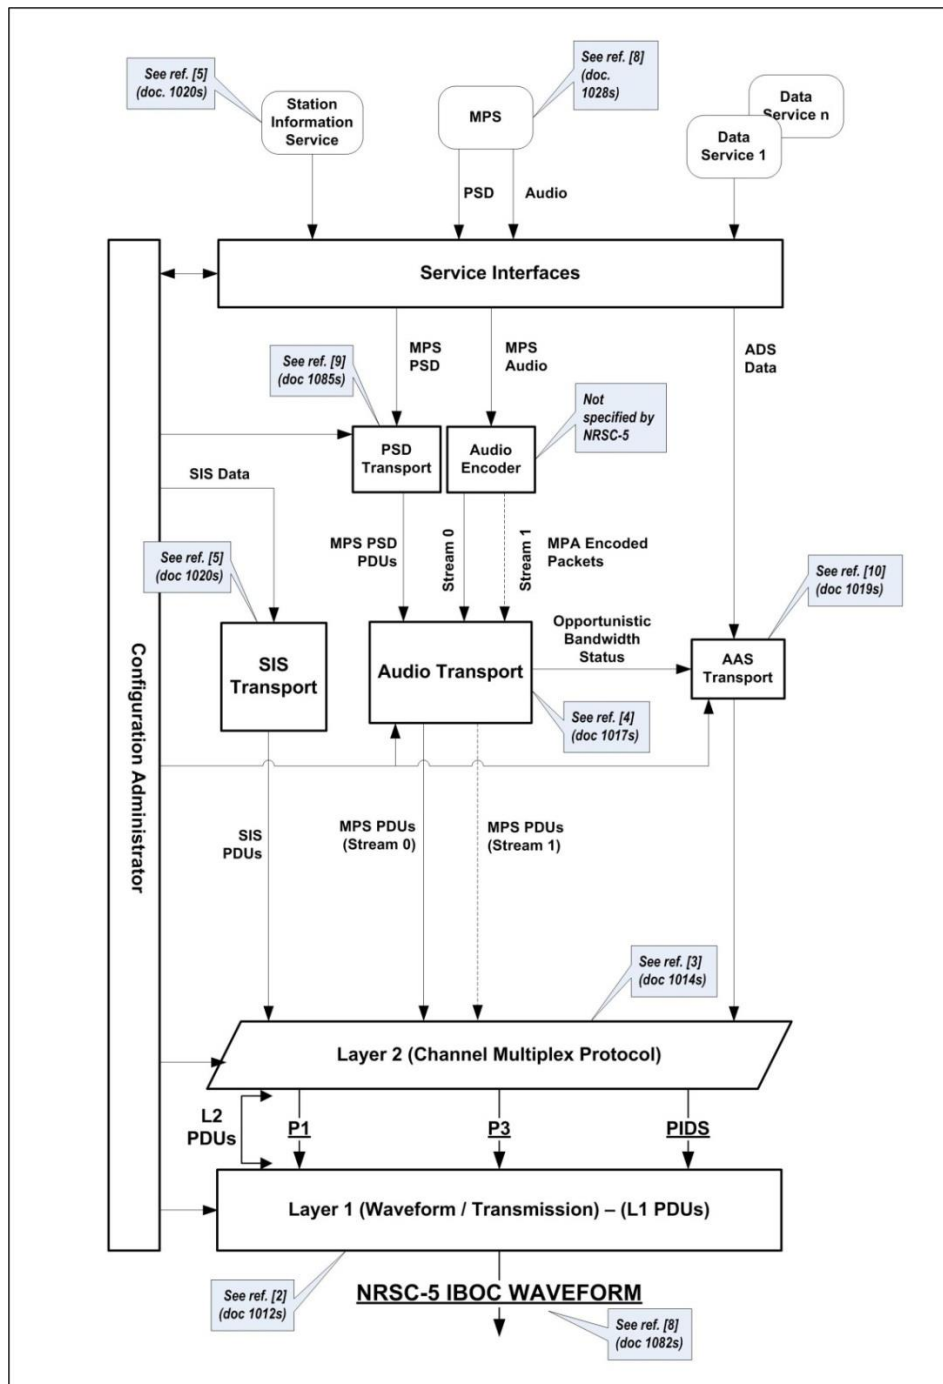 See ref. [5]
(doc. 1020s)
Station
Information
Service
MPS
See ref. [8]
(doc.
1028s)
Data
Service n
Data
Service 1
PSD
Audio
Service Interfaces
MPS
PSD
MPS
Audio
ADS
Data
See ref. [9]
(doc 1085s)
Not
specified by
NRSC-5
PSD
Transport
Audio
Encoder
SIS Data
MPS PSD
PDUs
Stream 0
Stream 1
MPA Encoded
Packets
See ref. [5]
(doc 1020s)
See ref. [10]
(doc 1019s)
Configuration Administrator
SIS
Transport
Audio Transport
Opportunistic
Bandwidth
Status
AAS
Transport
See ref. [4]
(doc 1017s)
SIS
PDUs
MPS PDUs
(Stream 0)
MPS PDUs
(Stream 1)
See ref. [3]
(doc 1014s)
Layer 2 (Channel Multiplex Protocol)
L2
PDUs
P1
P3
PIDS
Layer 1 (Waveform / Transmission) – (L1 PDUs)
See ref. [2]
(doc 1012s)
NRSC-5 IBOC WAVEFORM
See ref. [8]
(doc 1082s)